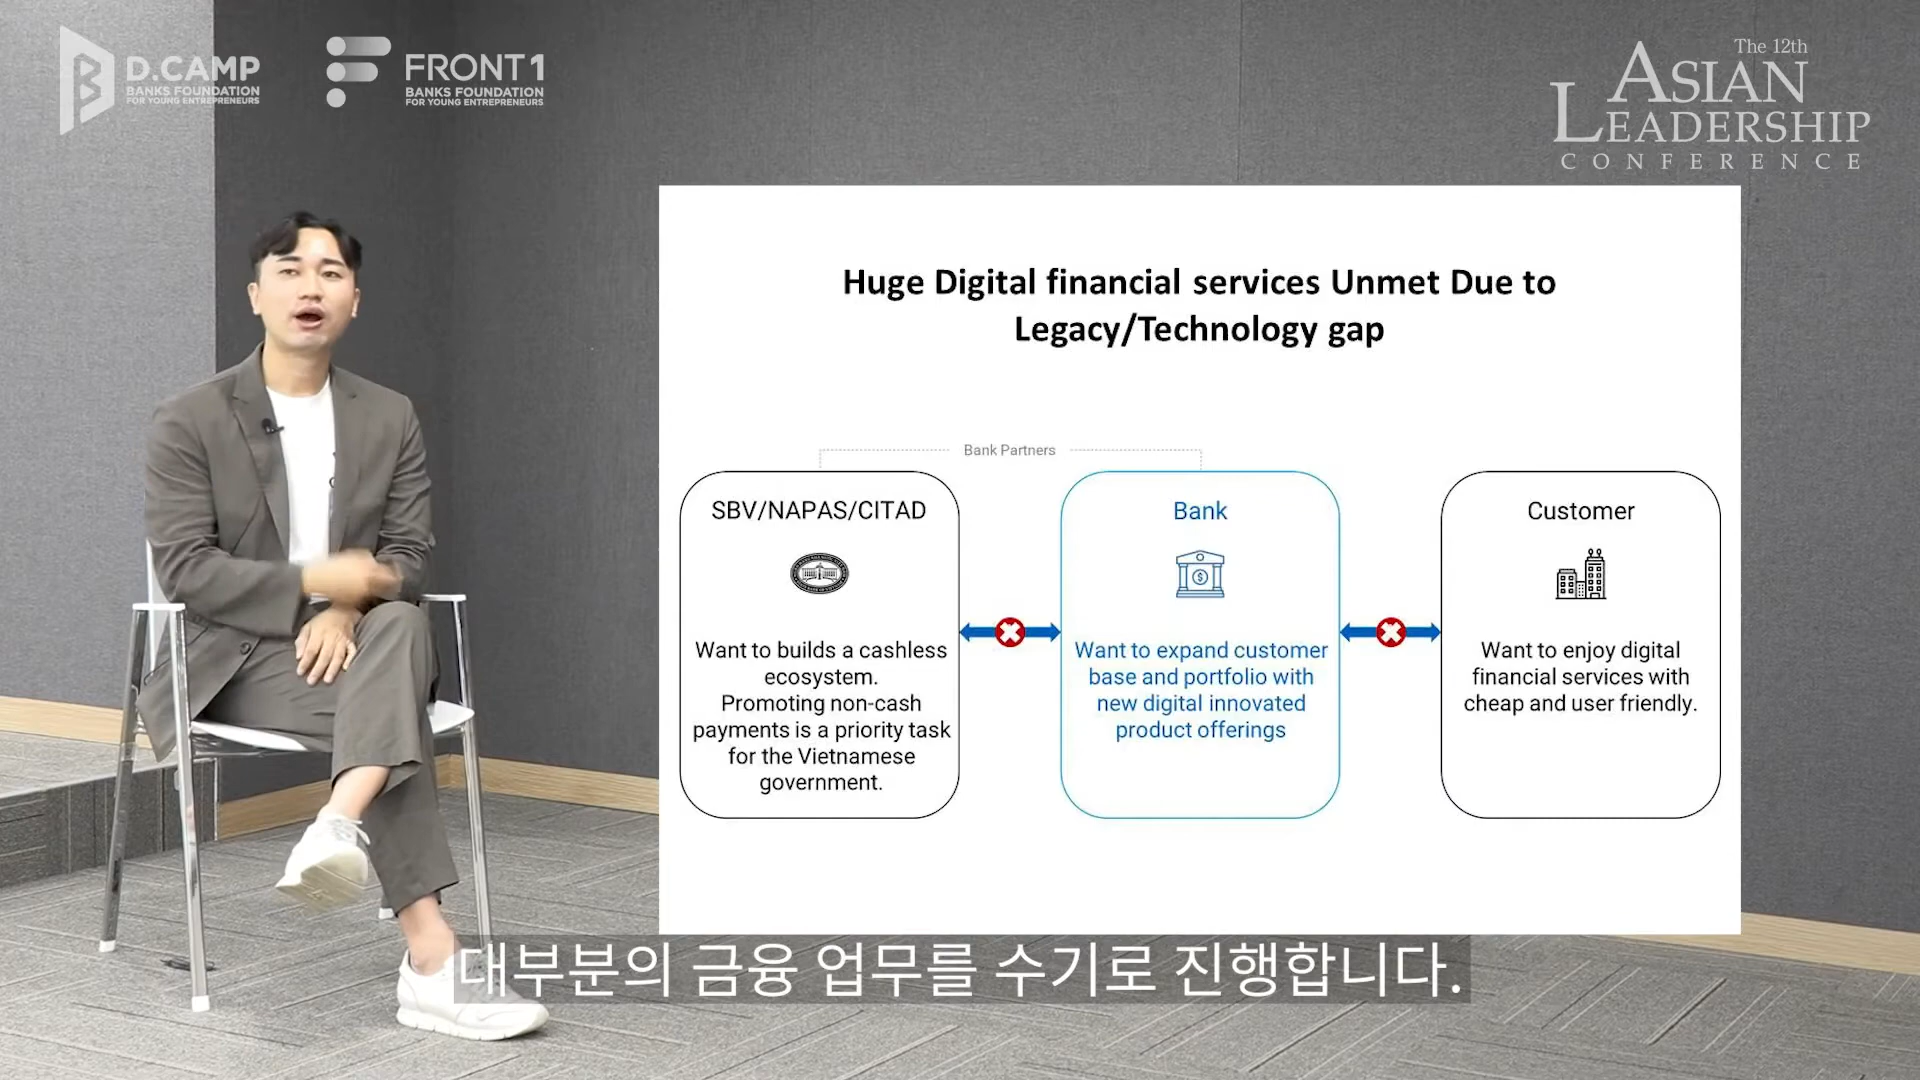 D.CAMP
BANKS FOUNDATION
FOR YOUNG ENTREPRENEURS
FRONT1
BANKS FOUNDATION
FOR YOUNG ENTREPRENEURS
The 12th
ASIAN
LEADERSHIP
CONFERENCE
Huge Digital financial services Unmet Due to
Legacy/Technology gap
Bank Partners
SBV/NAPAS/CITAD
Want to builds a cashless
ecosystem.
Promoting non-cash
payments is a priority task
for the Vietnamese
government.
Bank
Want to expand customer
base and portfolio with
new digital innovated
product offerings
Customer
Want to enjoy digital
financial services with
cheap and user friendly.
대부분의 금융 업무를 수기로 진행합니다.